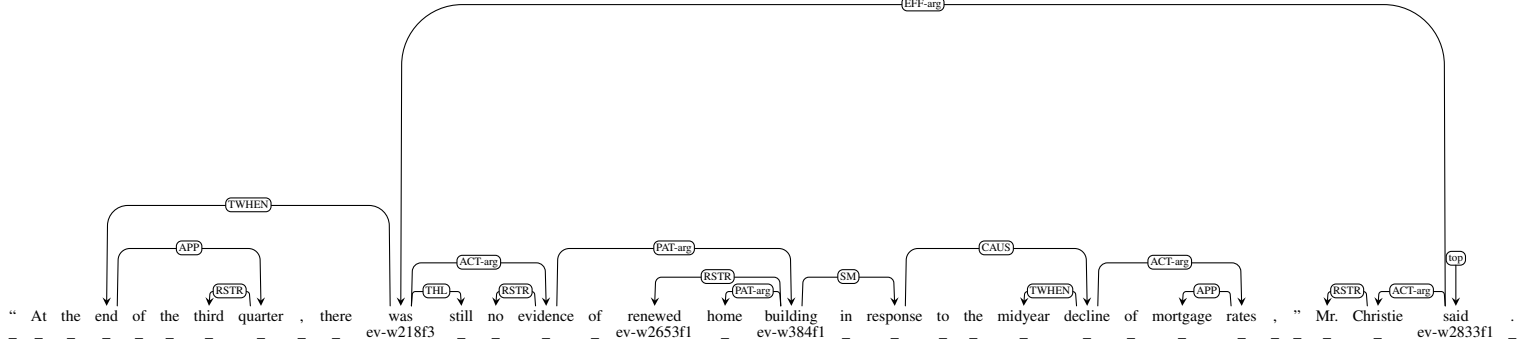 EFF-arg
TWHEN
APP PAT-arg CAUS top
ACT-arg RSTR SM ACT-arg
RSTR THL RSTR PAT-arg TWHEN APP RSTR ACT-arg
“ At the end of the third quarter , there was still no evidence of renewed home building in response to the midyear decline of mortgage rates , ” Mr. Christie said .
_ _ _ _ _ _ _ _ _ _ _ ev-w218f3 _ _ _ _ ev-w2653f1 _ ev-w384f1 _ _ _ _ _ _ _ _ _ _ _ _ _ ev-w2833f1 _